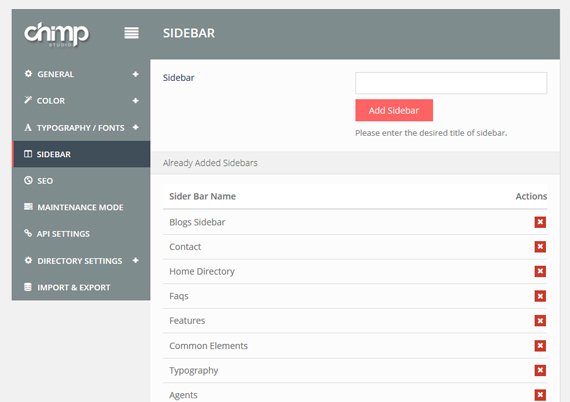 chimp
STUDIO
SIDEBAR
GENERAL
COLOR
TYPOGRAPHY / FONTS
SIDEBAR
SEO
MAINTENANCE MODE
API SETTINGS
DIRECTORY SETTINGS
IMPORT & EXPORT
Sidebar
Add Sidebar
Please enter the desired title of sidebar.
Already Added Sidebars
Sider Bar Name Actions
Blogs Sidebar
Contact
Home Directory
Faqs
Features
Common Elements
Typography
Agents